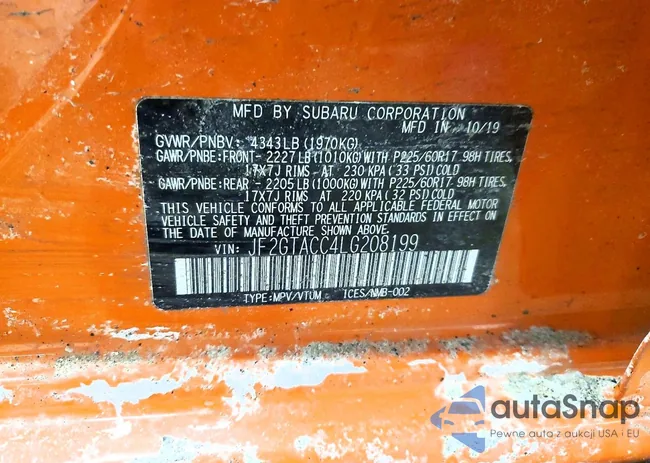 MFD BY SUBARU CORPORATION
MFD IN 10/19
GVWR/PNBV: 4343LB (1970KG)
GAWR/PNBE:FRONT- 2227LB(1010KG)WITH P225/60R17 98H TIRES,
17X7J RIMS AT 230 KPA (33 PSI)COLD
GAWR/PNBE:REAR - 2205LB(1000KG)WITH P225/60R17 98H TIRES,
17X7J RIMS AT 220 KPA(32 PSI)COLD
THIS VEHICLE CONFORMS TO ALL APPLICABLE FEDERAL MOTOR
VEHICLE SAFETY AND THEFT PREVENTION STANDARDS IN EFFECT
ON THE DATE OF MANUFACTURE SHOWN ABOVE.
VIN: JF2GTACC4LG208199
TYPE:MPV/VTUM ICES/NMB-002
autoSnap
Pewne auta z aukcji USA i EU